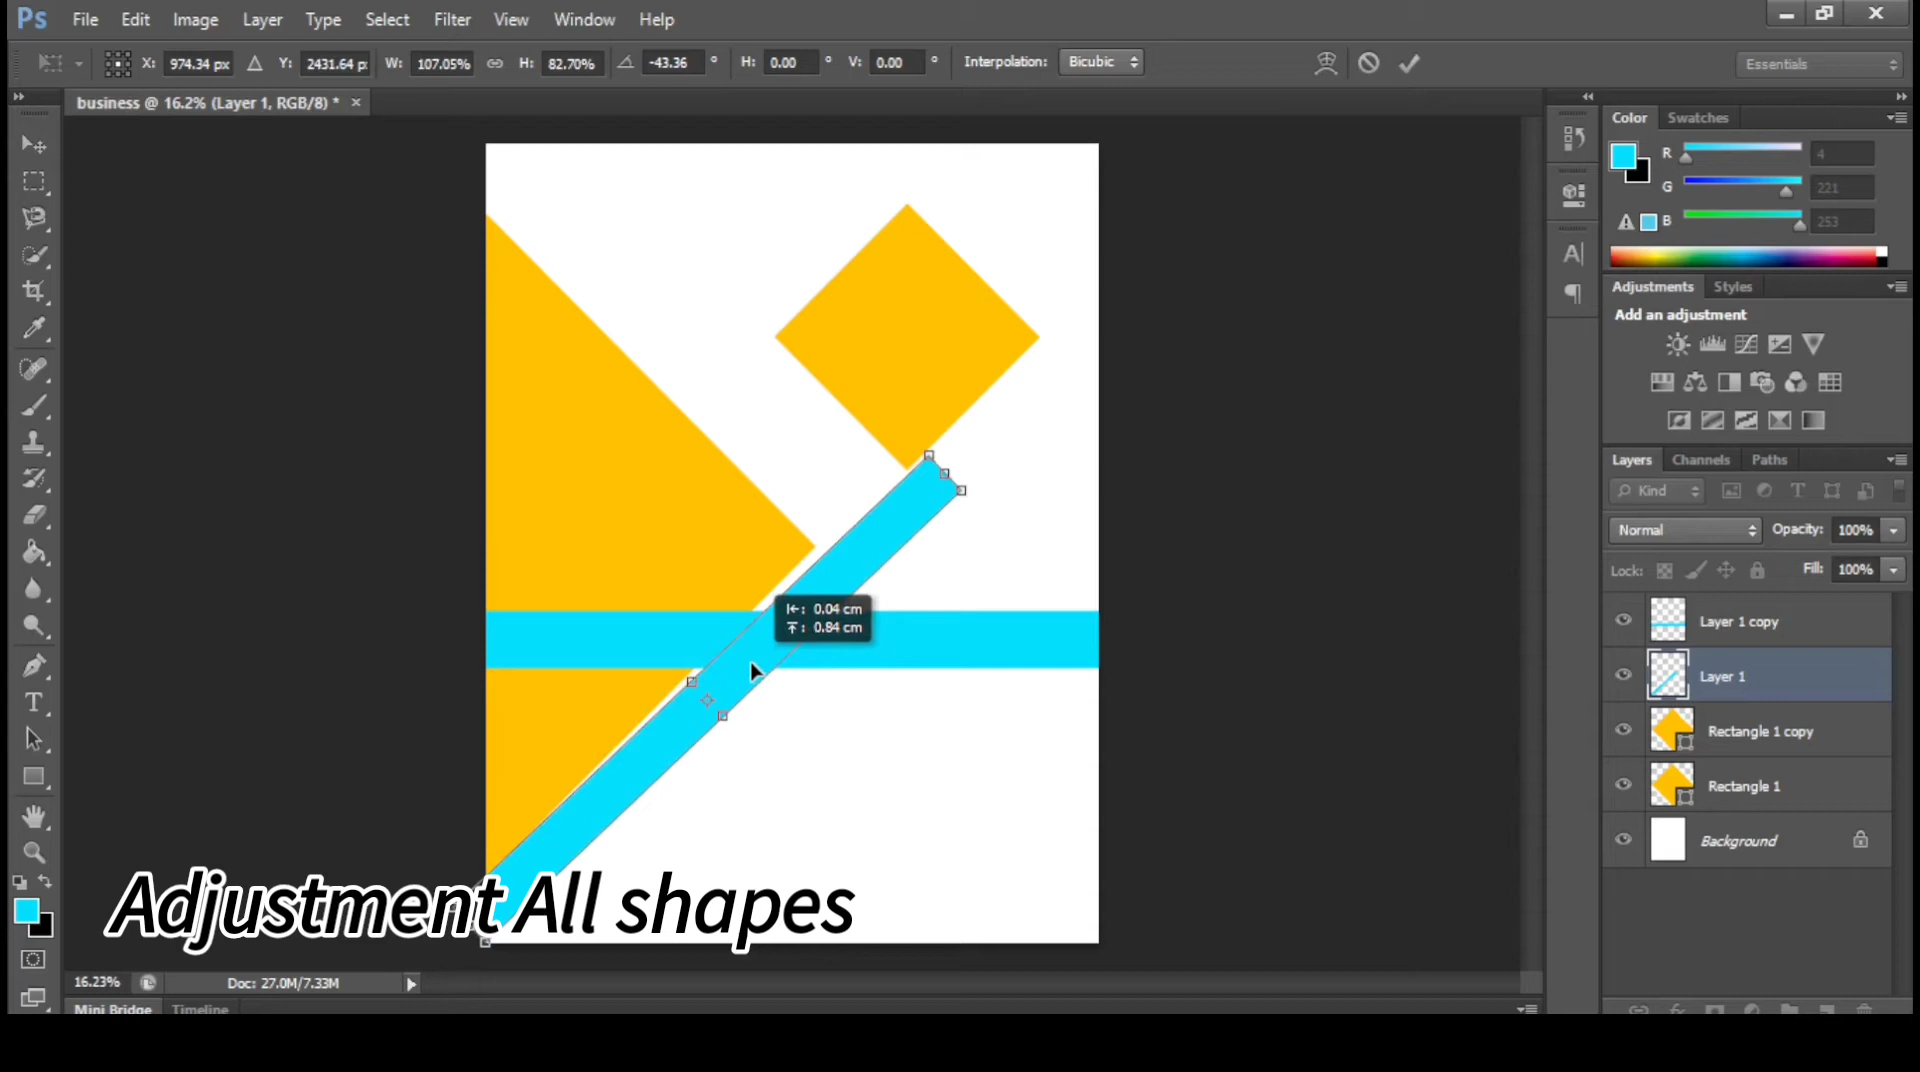 Ps File Edit Image Layer Type Select Filter View Window Help
X: 974.34 px Y: 2431.64 p: W: 107.05% H: 82.70% -43.36 ° H: 0.00 ° V: 0.00 ° Interpolation: Bicubic Essentials
business @ 16.2% (Layer 1, RGB/8) * ×
Color Swatches
R 4
G 221
B 253
Adjustments Styles
Add an adjustment
Layers Channels Paths
Kind
Normal Opacity: 100%
Lock: Fill: 100%
Layer 1 copy
Layer 1
Rectangle 1 copy
Rectangle 1
Background
0.04 cm
0.84 cm
Adjustment All shapes
16.23% Doc: 27.0M/7.33M
Mini Bridge Timeline